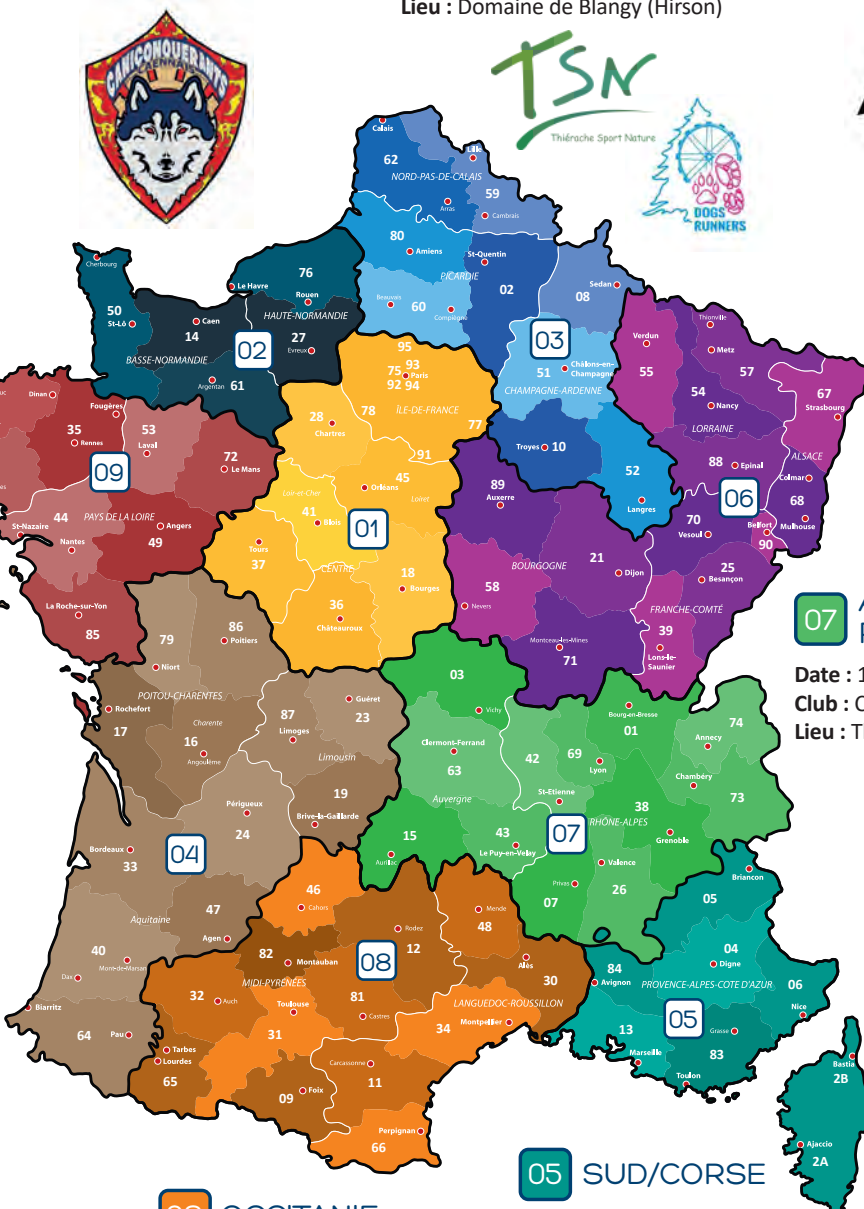 Lieu : Domaine de Blangy (Hirson)
CANICONQUERANTS
CAENNAIS
TSN
Thiérache Sport Nature
DOGS
RUNNERS
Calais
62
Lille
NORD-PAS-DE-CALAIS
59
Arras
Cambrais
80
Amiens
St-Quentin
PICARDIE
02
Beauvais
60
Compiègne
Sedan
08
Cherbourg
50
St-Lô
Caen
14
BASSE-NORMANDIE
Argentan
61
76
Le Havre
Rouen
HAUTE-NORMANDIE
27
Evreux
02
03
51
Châlons-en-
Champagne
CHAMPAGNE-ARDENNE
Troyes
10
52
Langres
Verdun
55
Thionville
Metz
57
54
Nancy
LORRAINE
88
Epinal
67
Strasbourg
ALSACE
Colmar
68
Mulhouse
06
70
Vesoul
Belfort
90
25
Besançon
FRANCHE-COMTÉ
39
Lons-le-
Saunier
Dinan
Fougères
35
Rennes
53
Laval
72
Le Mans
09
44
PAYS DE LA LOIRE
St-Nazaire
Nantes
Angers
49
La Roche-sur-Yon
85
95
75
93
Paris
92
94
78
ÎLE-DE-FRANCE
77
91
28
Chartres
45
Orléans
Loiret
Loir-et-Cher
41
Blois
01
Tours
37
CENTRE
18
Bourges
36
Châteauroux
89
Auxerre
21
BOURGOGNE
Dijon
58
Nevers
Montceau-les-Mines
71
79
Niort
86
Poitiers
POITOU-CHARENTES
Rochefort
17
Charente
16
Angoulême
87
Limoges
Guéret
23
Limousin
19
Brive-la-Gaillarde
Périgueux
24
04
Bordeaux
33
47
Agen
Aquitaine
40
Mont-de-Marsan
Dax
Biarritz
64
Pau
03
Vichy
Clermont-Ferrand
63
Auvergne
15
Aurillac
43
Le Puy-en-Velay
42
St-Etienne
69
Lyon
Bourg-en-Bresse
01
74
Annecy
Chambéry
73
38
RHÔNE-ALPES
Grenoble
07
Valence
Privas
07
26
07
Date : 1
Club : C
Lieu : T
46
Cahors
Rodez
12
Mende
48
Alès
30
82
Montauban
08
MIDI-PYRÉNÉES
32
Auch
Toulouse
31
81
Castres
LANGUEDOC-ROUSSILLON
34
Montpellier
Tarbes
Lourdes
65
09
Foix
Carcassonne
11
Perpignan
66
Briancon
05
04
Digne
PROVENCE-ALPES-COTE D'AZUR
84
Avignon
06
Nice
05
13
Marseille
Grasse
83
Toulon
Bastia
2B
Ajaccio
2A
05 SUD/CORSE
OCCITANIE